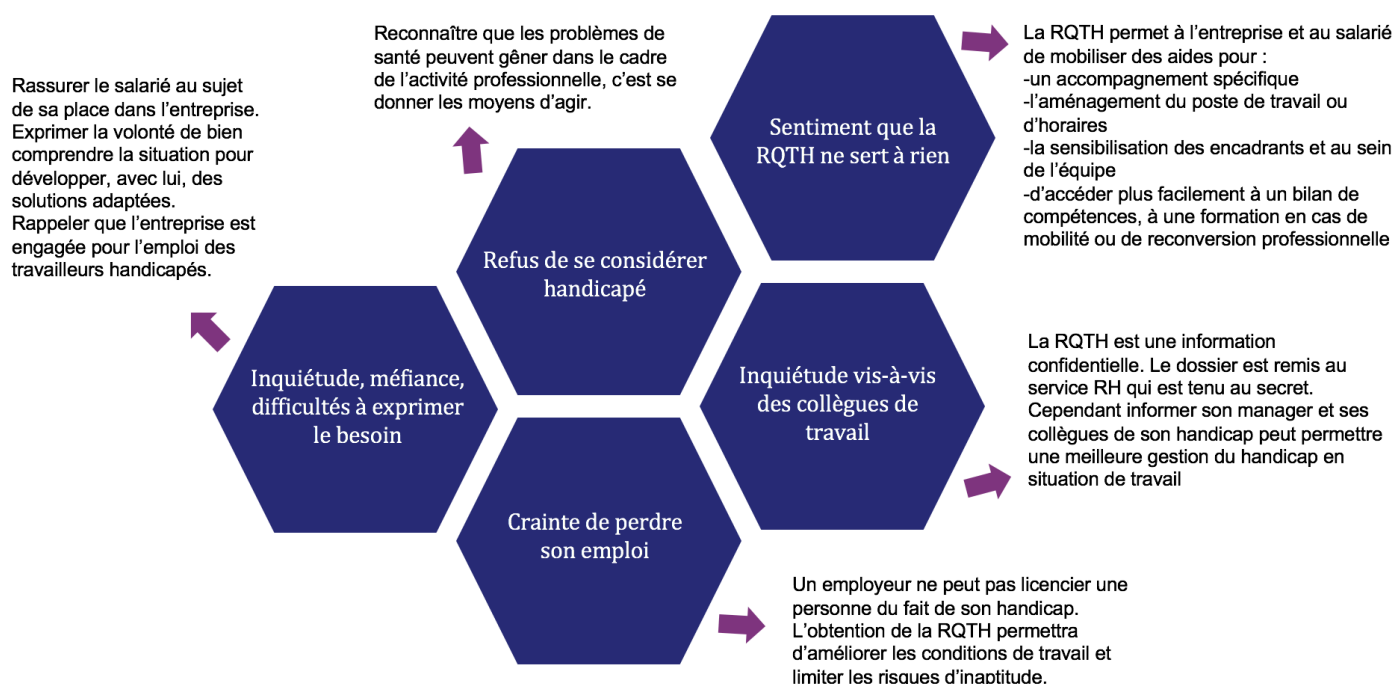 Reconnaître que les problèmes de
santé peuvent gêner dans le cadre
de l'activité professionnelle, c'est se
donner les moyens d'agir.
La RQTH permet à l'entreprise et au salarié
de mobiliser des aides pour :
-un accompagnement spécifique
-l'aménagement du poste de travail ou
d'horaires
-la sensibilisation des encadrants et au sein
de l'équipe
-d'accéder plus facilement à un bilan de
compétences, à une formation en cas de
mobilité ou de reconversion professionnelle
Rassurer le salarié au sujet
de sa place dans l'entreprise.
Exprimer la volonté de bien
comprendre la situation pour
développer, avec lui, des
solutions adaptées.
Rappeler que l'entreprise est
engagée pour l'emploi des
travailleurs handicapés.
Sentiment que la
RQTH ne sert à rien
Refus de se considérer
handicapé
Inquiétude, méfiance,
difficultés à exprimer
le besoin
Inquiétude vis-à-vis
des collègues de
travail
La RQTH est une information
confidentielle. Le dossier est remis au
service RH qui est tenu au secret.
Cependant informer son manager et ses
collègues de son handicap peut permettre
une meilleure gestion du handicap en
situation de travail
Crainte de perdre
son emploi
Un employeur ne peut pas licencier une
personne du fait de son handicap.
L'obtention de la RQTH permettra
d'améliorer les conditions de travail et
limiter les risques d'inaptitude.